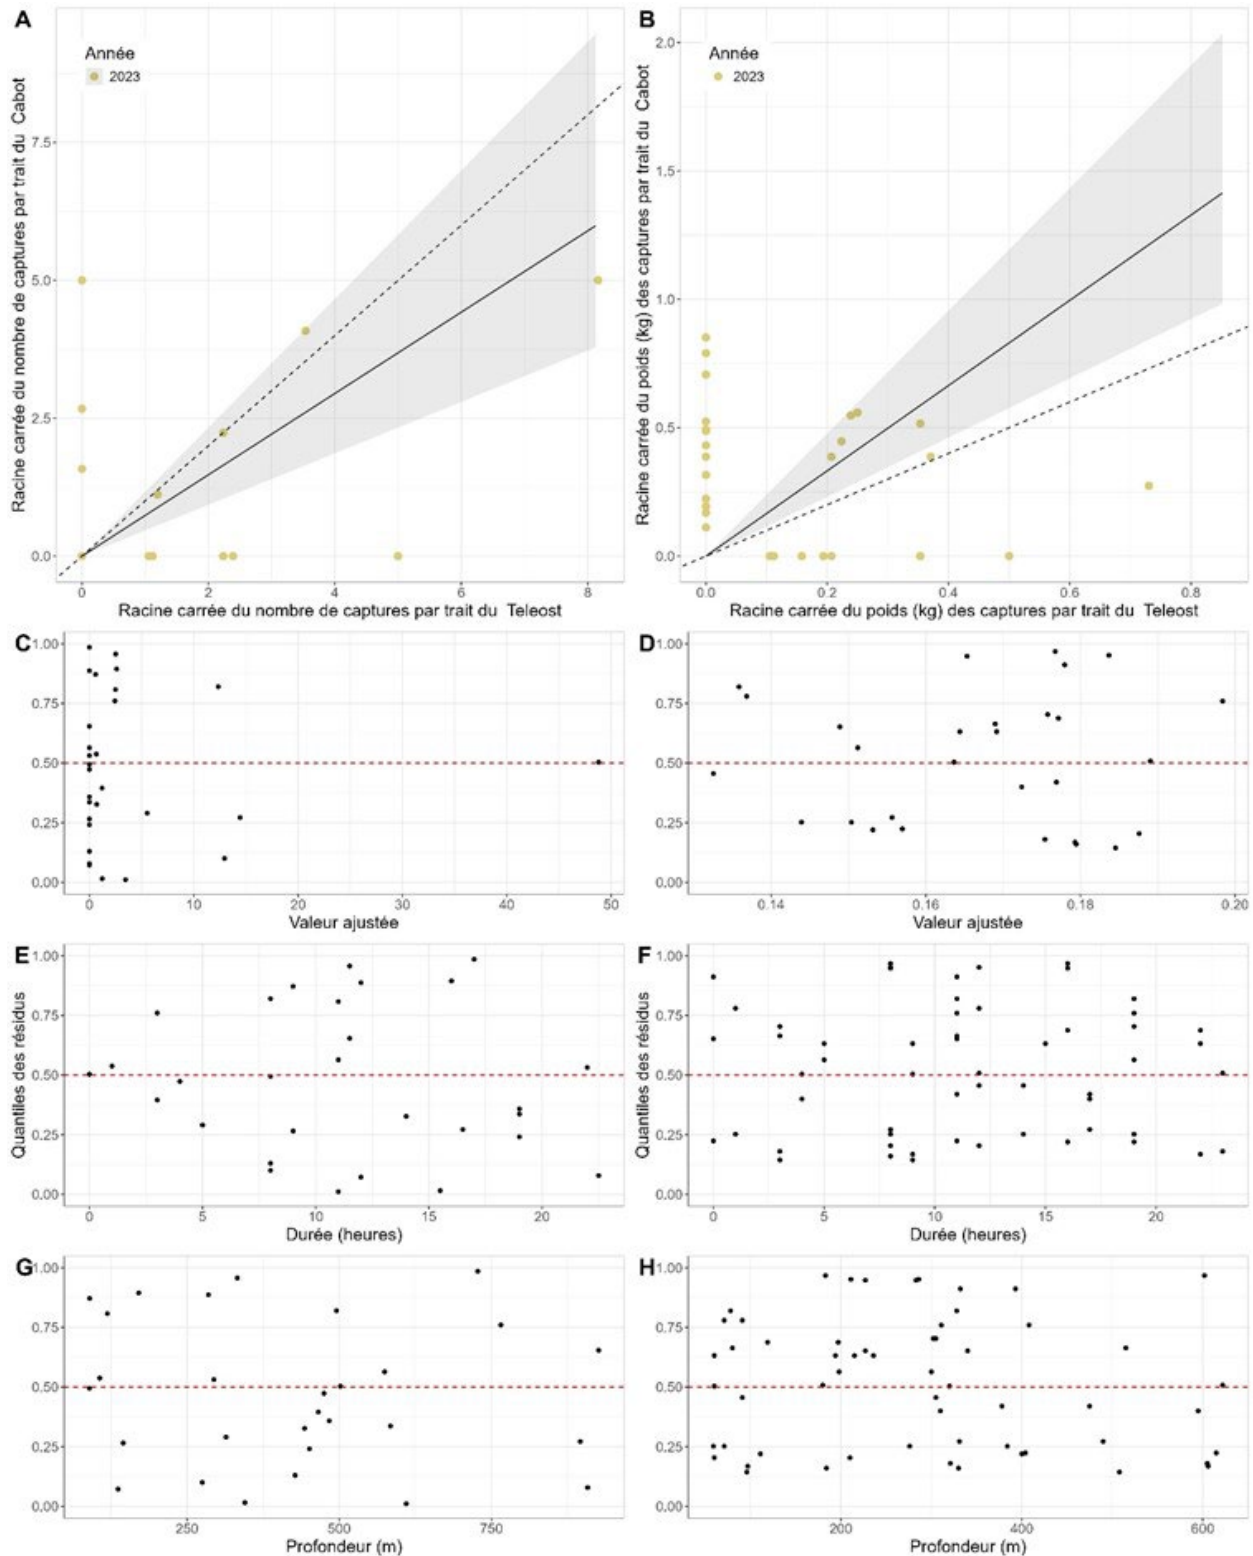 A
B
Année
2023
Année
2023
Racine carrée du nombre de captures par trait du Cabot
Racine carrée du poids (kg) des captures par trait du Cabot
7.5
5.0
2.5
0.0
2.0
1.5
1.0
0.5
0.0
0 2 4 6 8
0.0 0.2 0.4 0.6 0.8
Racine carrée du nombre de captures par trait du Teleost
Racine carrée du poids (kg) des captures par trait du Teleost
C
D
1.00
0.75
0.50
0.25
0.00
1.00
0.75
0.50
0.25
0.00
0 10 20 30 40 50
0.14 0.16 0.18 0.20
Valeur ajustée
Valeur ajustée
E
F
Quantiles des résidus
Quantiles des résidus
1.00
0.75
0.50
0.25
0.00
1.00
0.75
0.50
0.25
0.00
0 5 10 15 20
0 5 10 15 20
Durée (heures)
Durée (heures)
G
H
1.00
0.75
0.50
0.25
0.00
1.00
0.75
0.50
0.25
0.00
250 500 750
200 400 600
Profondeur (m)
Profondeur (m)